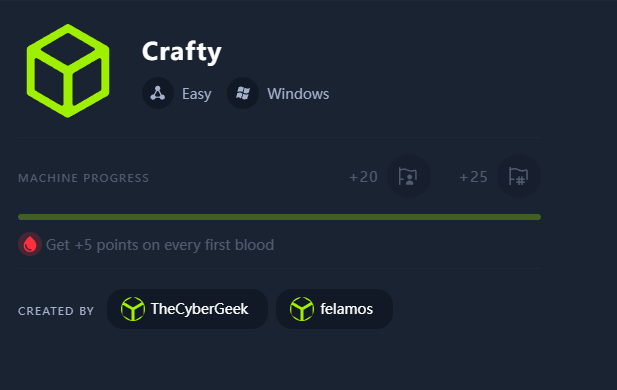 Crafty
Easy Windows
MACHINE PROGRESS +20 +25
Get +5 points on every first blood
CREATED BY TheCyberGeek felamos